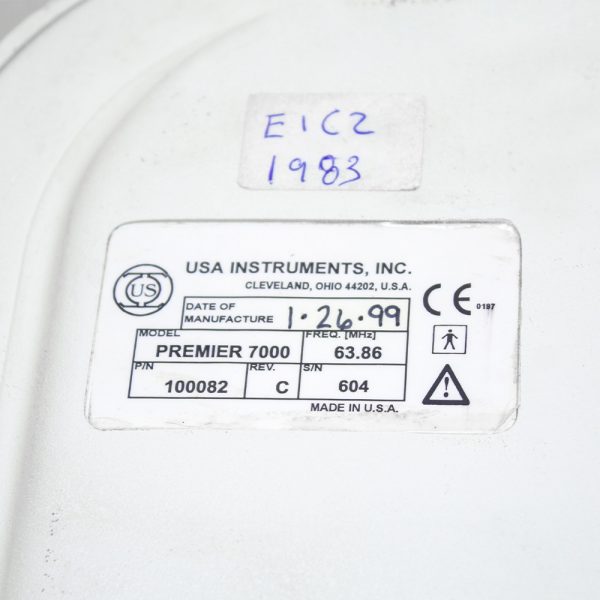 E1C2
1983
US
USA INSTRUMENTS, INC.
CLEVELAND, OHIO 44202, U.S.A.
DATE OF MANUFACTURE 1·26·99
MODEL FREQ. [MHz]
PREMIER 7000 63.86
P/N REV. S/N
100082 C 604
MADE IN U.S.A.
CE 0197